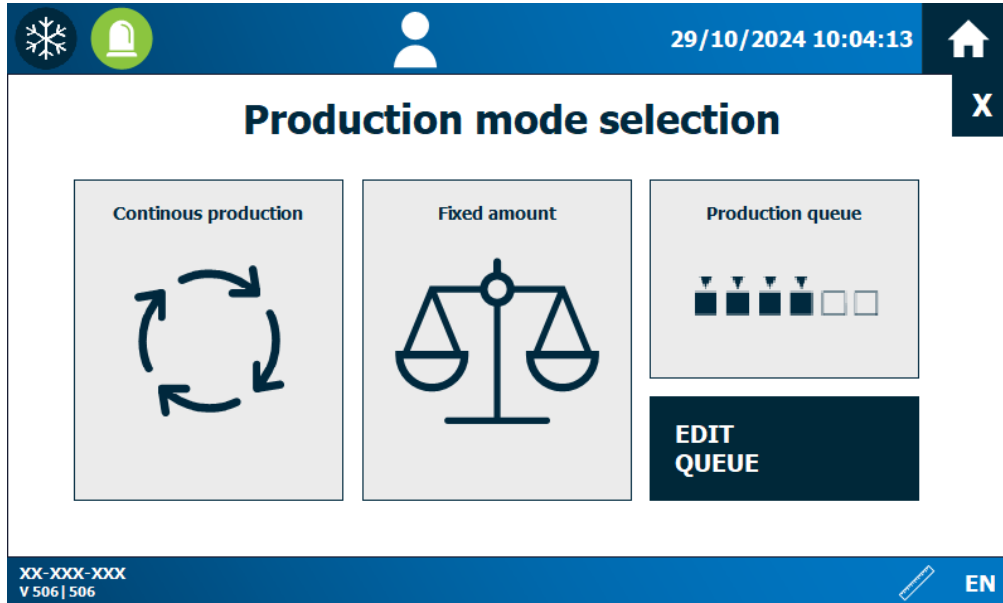 29/10/2024 10:04:13
X
Production mode selection
Continous production
Fixed amount
Production queue
EDIT
QUEUE
XX-XXX-XXX
V 506 | 506
EN